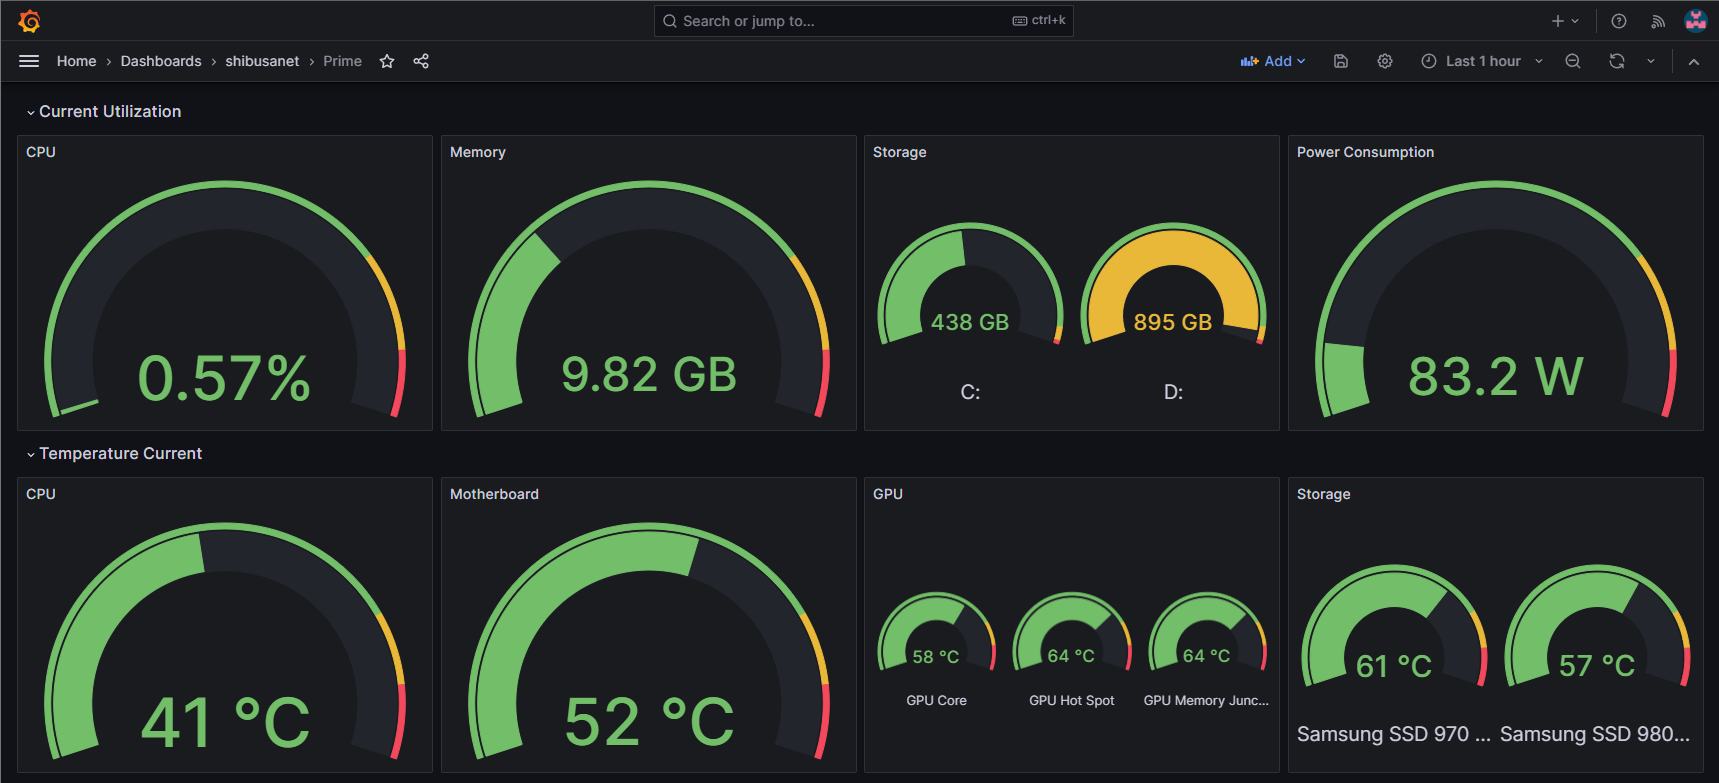 Search or jump to...
ctrl+k
Home › Dashboards › shibusanet › Prime
Add
Last 1 hour
Current Utilization
CPU
0.57%
Memory
9.82 GB
Storage
438 GB
895 GB
C:
D:
Power Consumption
83.2 W
Temperature Current
CPU
41 °C
Motherboard
52 °C
GPU
58 °C
64 °C
64 °C
GPU Core
GPU Hot Spot
GPU Memory Junc...
Storage
61 °C
57 °C
Samsung SSD 970 ...
Samsung SSD 980...